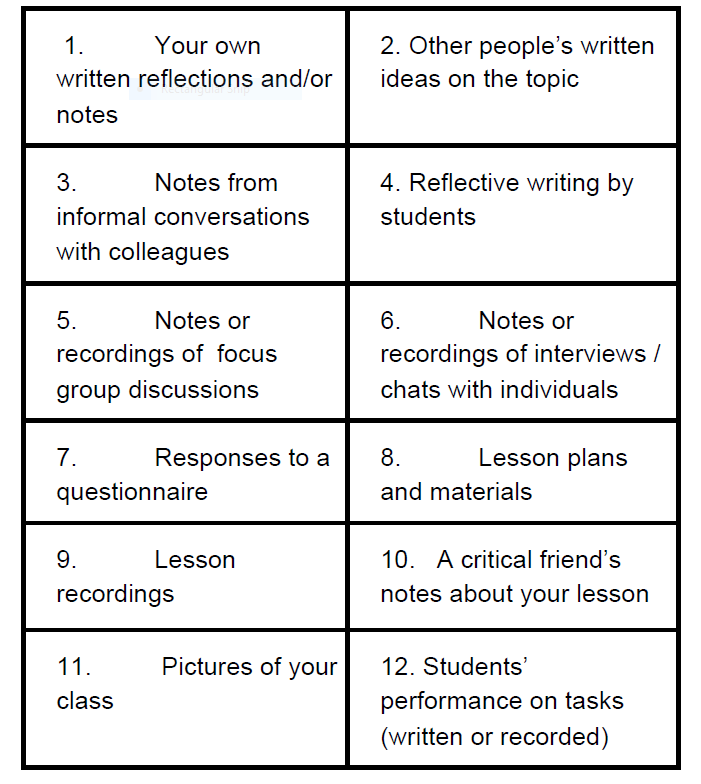 1. Your own
written reflections and/or
notes
2. Other people’s written
ideas on the topic
3. Notes from
informal conversations
with colleagues
4. Reflective writing by
students
5. Notes or
recordings of focus
group discussions
6. Notes or
recordings of interviews /
chats with individuals
7. Responses to a
questionnaire
8. Lesson plans
and materials
9. Lesson
recordings
10. A critical friend’s
notes about your lesson
11. Pictures of your
class
12. Students’
performance on tasks
(written or recorded)